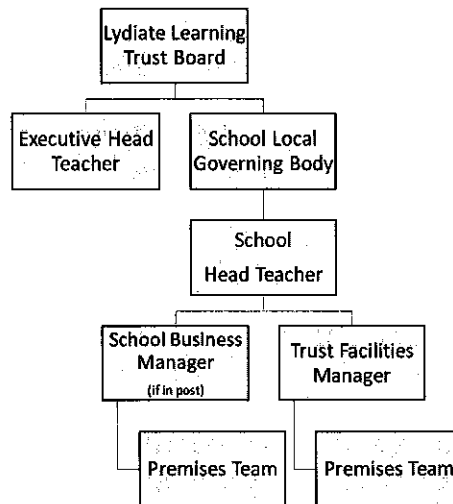 Lydiate Learning
Trust Board
Executive Head
Teacher
School Local
Governing Body
School
Head Teacher
School Business
Manager
(if in post)
Trust Facilities
Manager
Premises Team
Premises Team